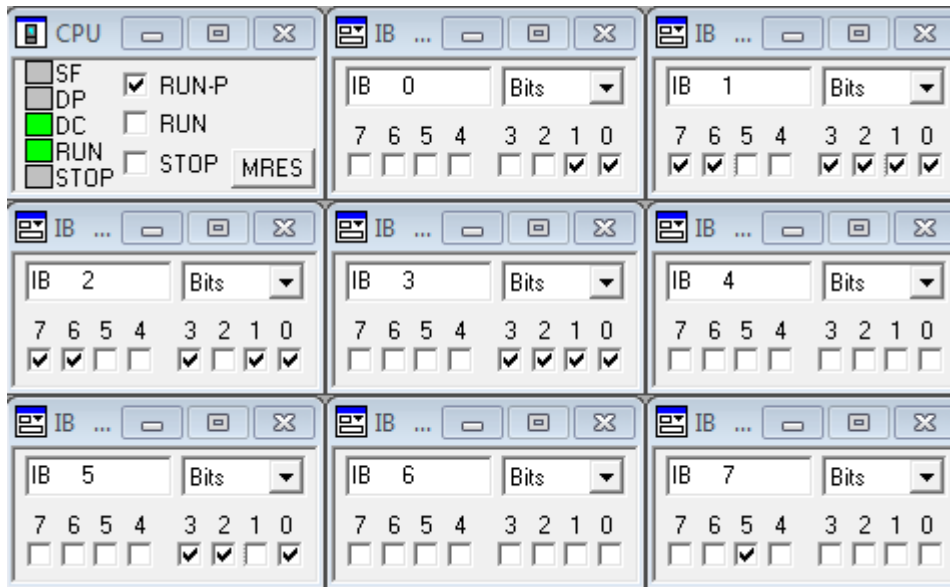 CPU
SF
DP
DC
RUN
STOP
RUN-P
RUN
STOP
MRES
IB ...
IB 0
Bits
7 6 5 4 3 2 1 0
IB ...
IB 1
Bits
7 6 5 4 3 2 1 0
IB ...
IB 2
Bits
7 6 5 4 3 2 1 0
IB ...
IB 3
Bits
7 6 5 4 3 2 1 0
IB ...
IB 4
Bits
7 6 5 4 3 2 1 0
IB ...
IB 5
Bits
7 6 5 4 3 2 1 0
IB ...
IB 6
Bits
7 6 5 4 3 2 1 0
IB ...
IB 7
Bits
7 6 5 4 3 2 1 0